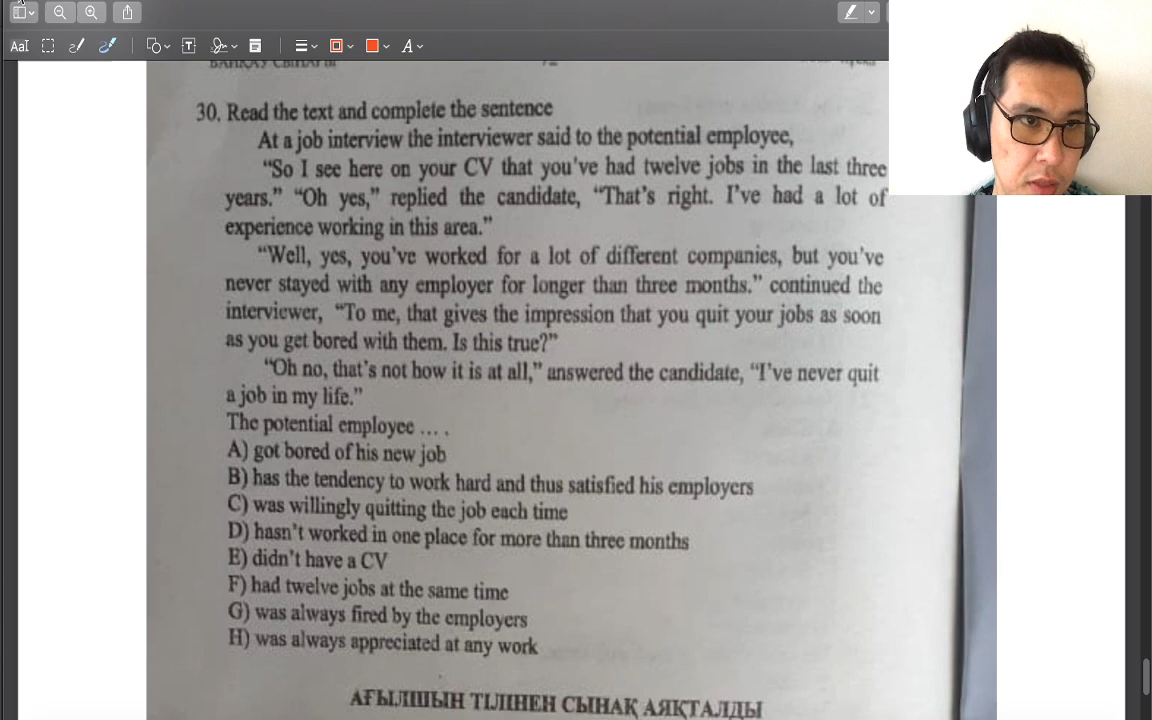 30. Read the text and complete the sentence
At a job interview the interviewer said to the potential employee,
“So I see here on your CV that you’ve had twelve jobs in the last three
years.” “Oh yes,” replied the candidate, “That’s right. I’ve had a lot of
experience working in this area.”
“Well, yes, you’ve worked for a lot of different companies, but you’ve
never stayed with any employer for longer than three months.” continued the
interviewer, “To me, that gives the impression that you quit your jobs as soon
as you get bored with them. Is this true?”
“Oh no, that’s not how it is at all,” answered the candidate, “I’ve never quit
a job in my life.”
The potential employee … .
A) got bored of his new job
B) has the tendency to work hard and thus satisfied his employers
C) was willingly quitting the job each time
D) hasn’t worked in one place for more than three months
E) didn’t have a CV
F) had twelve jobs at the same time
G) was always fired by the employers
H) was always appreciated at any work
АҒЫЛШЫН ТІЛІНЕН СЫНАҚ АЯҚТАЛДЫ